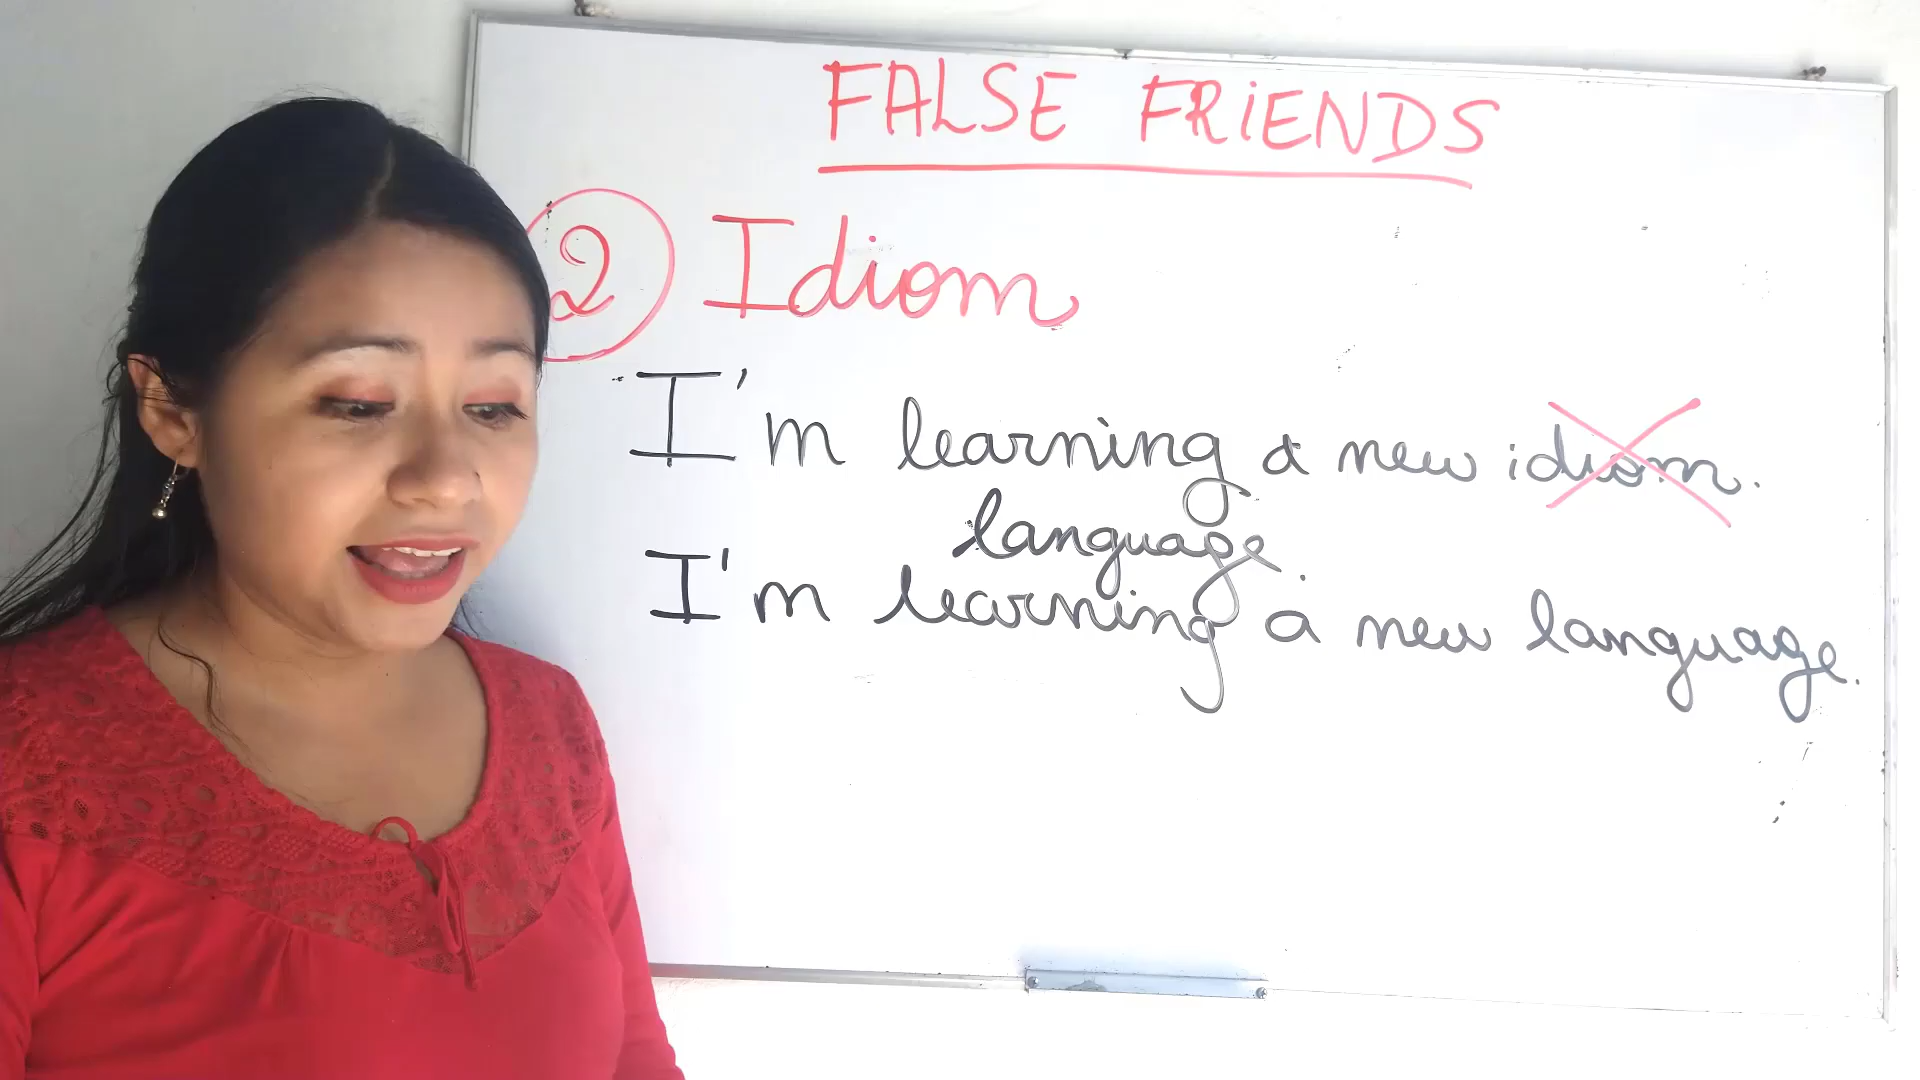 FALSE FRIENDS
2 Idiom
I'm learning a new idiom.
language.
I'm learning a new language.